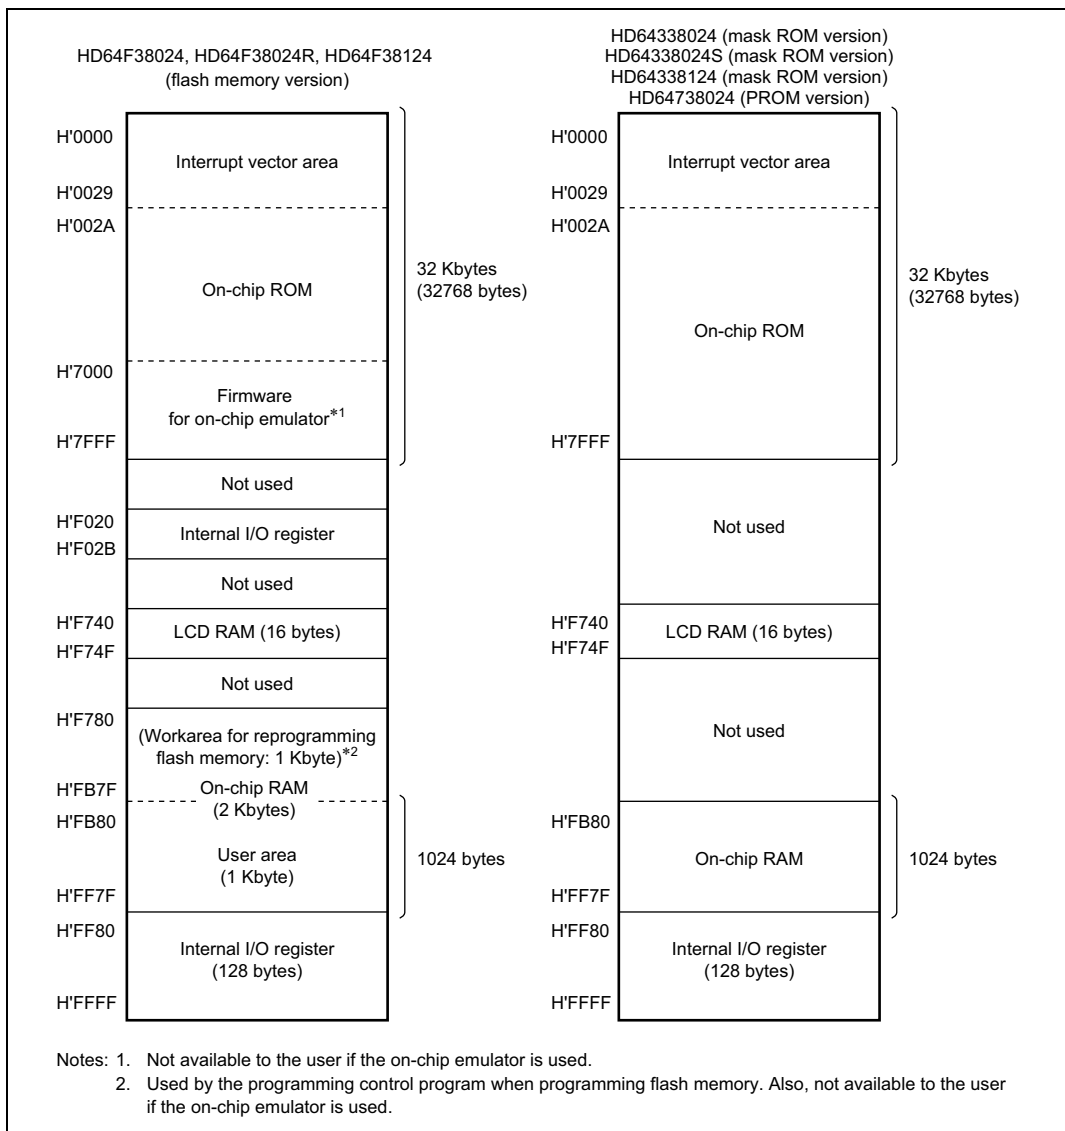 HD64F38024, HD64F38024R, HD64F38124
(flash memory version)
H'0000
Interrupt vector area
H'0029
H'002A
On-chip ROM
32 Kbytes
(32768 bytes)
H'7000
Firmware
for on-chip emulator*1
H'7FFF
Not used
H'F020
Internal I/O register
H'F02B
Not used
H'F740
LCD RAM (16 bytes)
H'F74F
Not used
H'F780
(Workarea for reprogramming
flash memory: 1 Kbyte)*2
H'FB7F
On-chip RAM
(2 Kbytes)
H'FB80
User area
(1 Kbyte)
1024 bytes
H'FF7F
H'FF80
Internal I/O register
(128 bytes)
H'FFFF
HD64338024 (mask ROM version)
HD64338024S (mask ROM version)
HD64338124 (mask ROM version)
HD64738024 (PROM version)
H'0000
Interrupt vector area
H'0029
H'002A
32 Kbytes
(32768 bytes)
On-chip ROM
H'7FFF
Not used
H'F740
LCD RAM (16 bytes)
H'F74F
Not used
H'FB80
On-chip RAM
1024 bytes
H'FF7F
H'FF80
Internal I/O register
(128 bytes)
H'FFFF
Notes: 1. Not available to the user if the on-chip emulator is used.
2. Used by the programming control program when programming flash memory. Also, not available to the user
if the on-chip emulator is used.